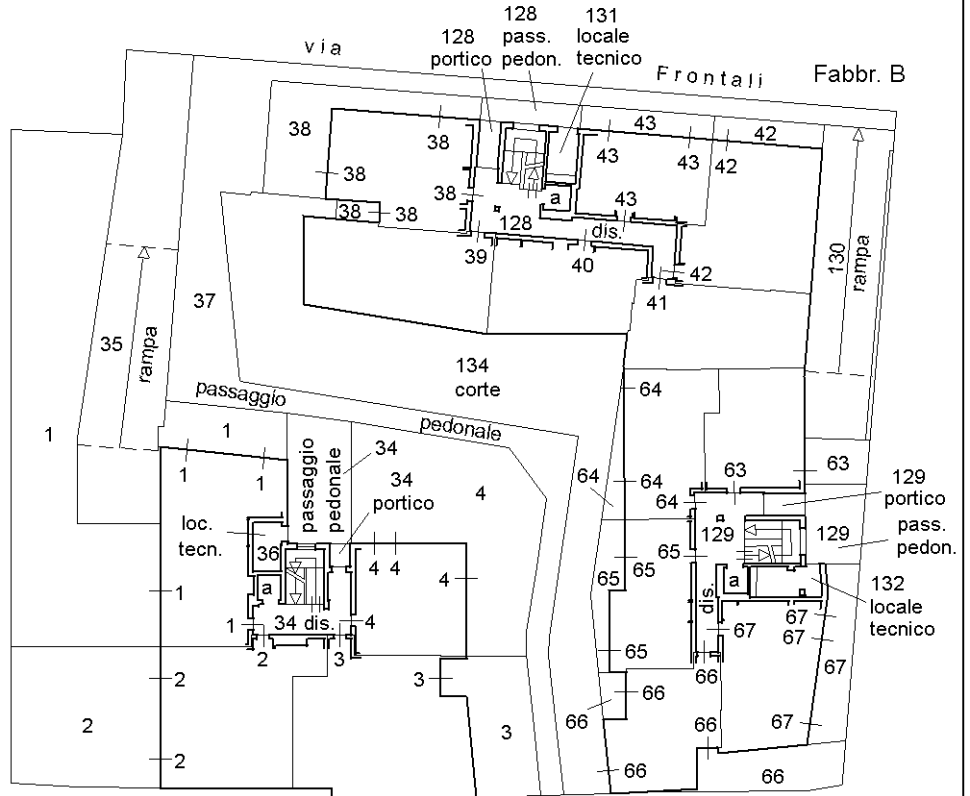 via
Frontali
Fabbr. B
128
portico
128
pass.
pedon.
131
locale
tecnico
38
38
38
38
38
38
43
43
43
43
42
42
42
a
128
dis.
39
40
41
130
rampa
35
rampa
37
134
corte
passaggio
pedonale
1
1
1
1
1
1
passaggio
pedonale
34
34
portico
loc.
tecn.
36
a
34
dis.
4
4
4
4
4
2
3
2
2
2
3
3
64
64
64
64
63
63
129
portico
129
pass.
pedon.
129
65
65
65
65
a
dis.
132
locale
tecnico
67
67
67
67
67
66
66
66
66
66
66